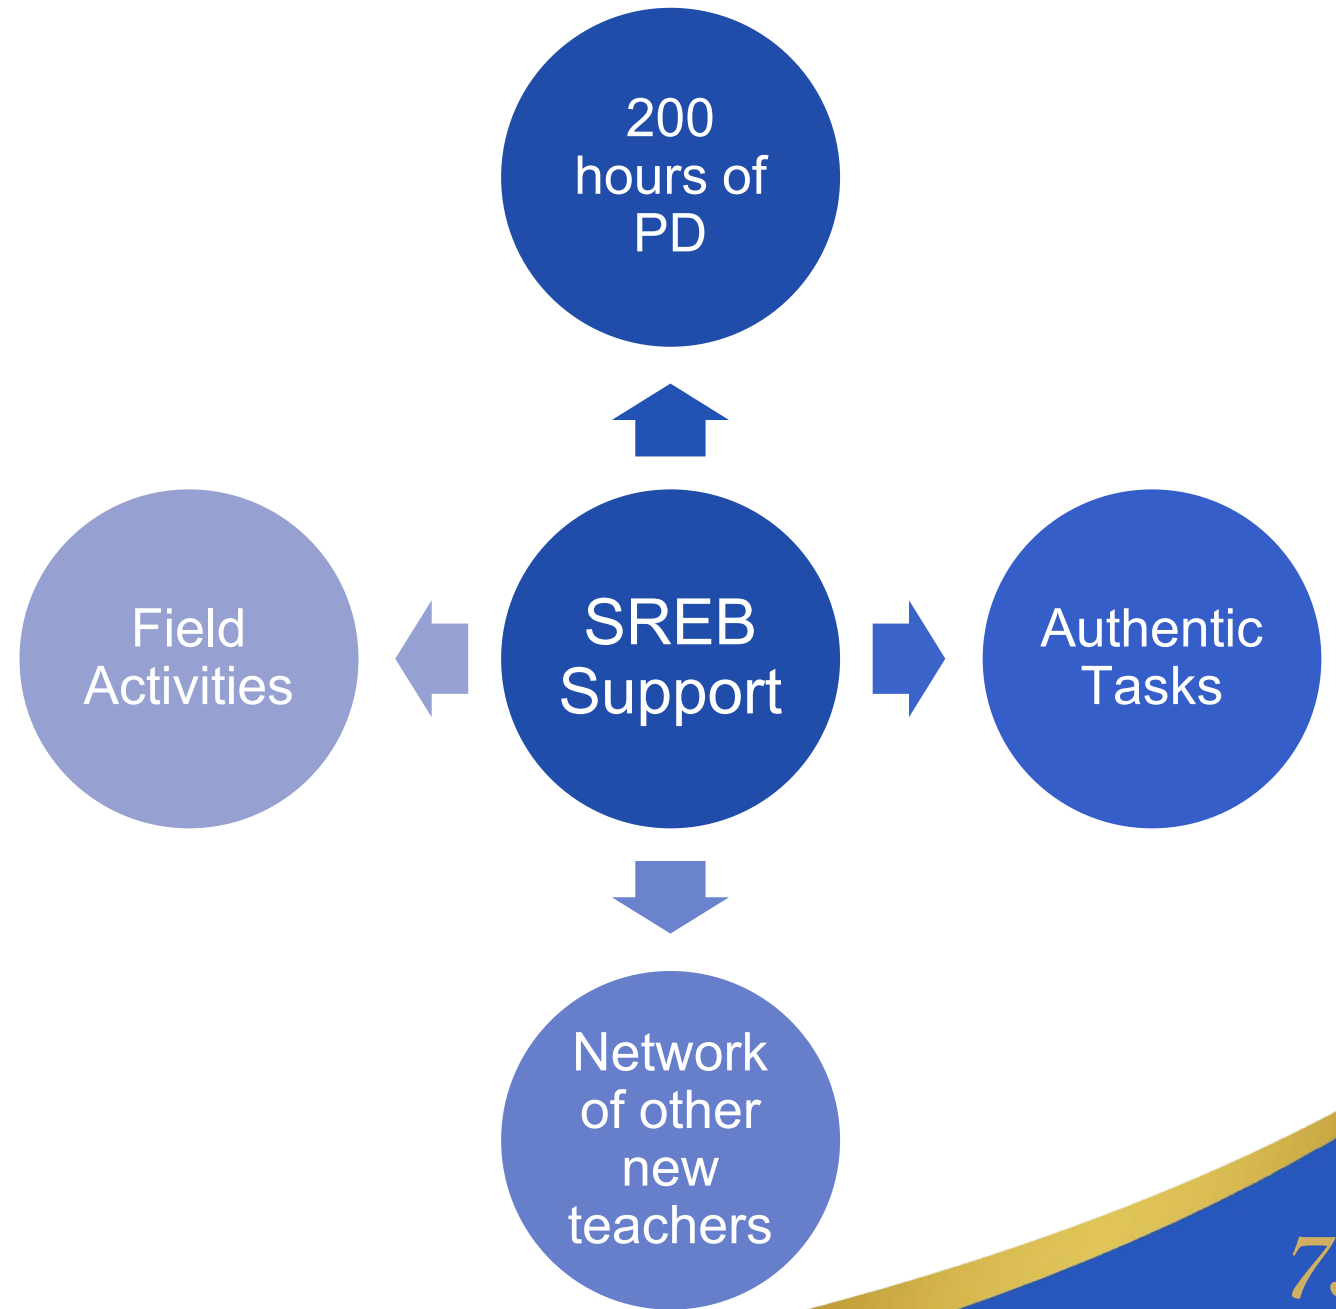 200
hours of
PD
Field
Activities
SREB
Support
Authentic
Tasks
Network
of other
new
teachers